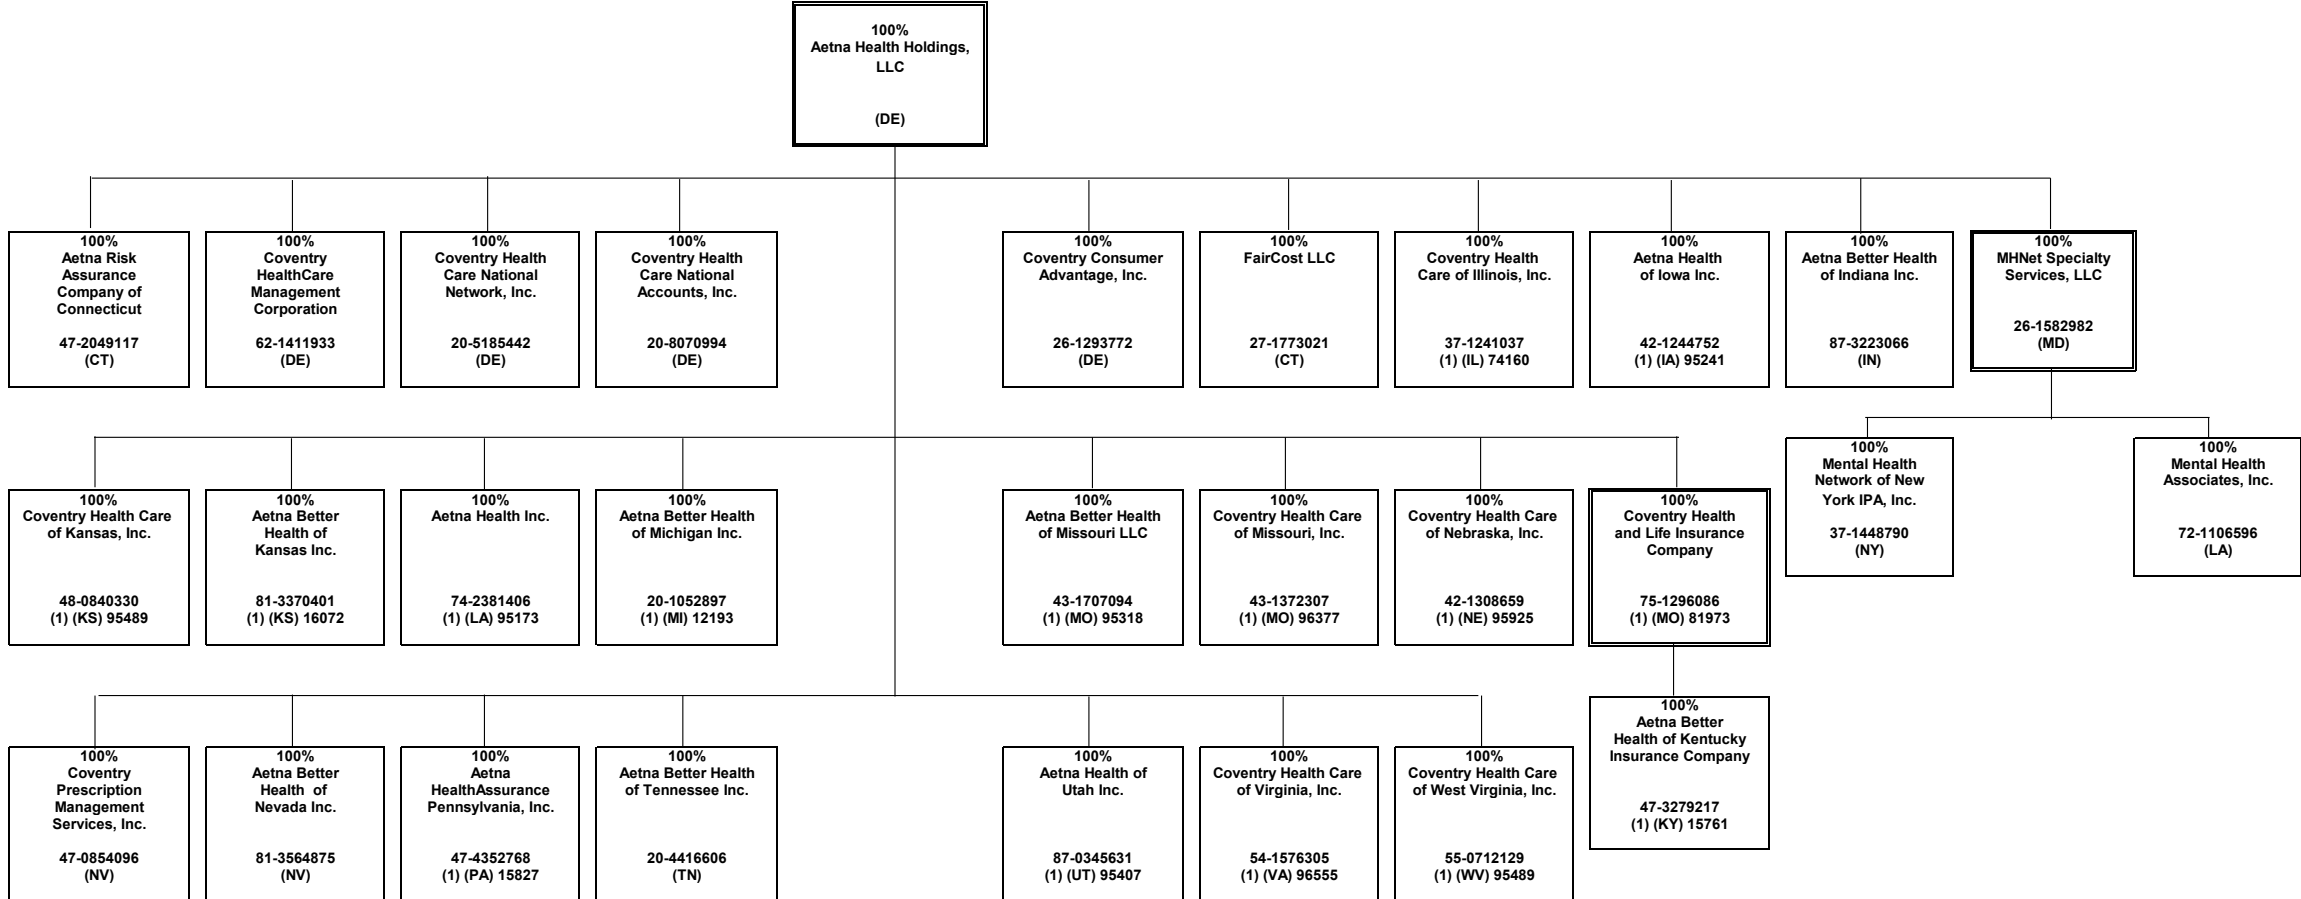 100%
Aetna Health Holdings,
LLC
(DE)
100%
Aetna Risk
Assurance
Company of
Connecticut
47-2049117
(CT)
100%
Coventry
HealthCare
Management
Corporation
62-1411933
(DE)
100%
Coventry Health
Care National
Network, Inc.
20-5185442
(DE)
100%
Coventry Health
Care National
Accounts, Inc.
20-8070994
(DE)
100%
Coventry Consumer
Advantage, Inc.
26-1293772
(DE)
100%
FairCost LLC
27-1773021
(CT)
100%
Coventry Health
Care of Illinois, Inc.
37-1241037
(1) (IL) 74160
100%
Aetna Health
of Iowa Inc.
42-1244752
(1) (IA) 95241
100%
Aetna Better Health
of Indiana Inc.
87-3223066
(IN)
100%
MHNet Specialty
Services, LLC
26-1582982
(MD)
100%
Mental Health
Network of New
York IPA, Inc.
37-1448790
(NY)
100%
Mental Health
Associates, Inc.
72-1106596
(LA)
100%
Coventry Health Care
of Kansas, Inc.
48-0840330
(1) (KS) 95489
100%
Aetna Better
Health of
Kansas Inc.
81-3370401
(1) (KS) 16072
100%
Aetna Health Inc.
74-2381406
(1) (LA) 95173
100%
Aetna Better Health
of Michigan Inc.
20-1052897
(1) (MI) 12193
100%
Aetna Better Health
of Missouri LLC
43-1707094
(1) (MO) 95318
100%
Coventry Health Care
of Missouri, Inc.
43-1372307
(1) (MO) 96377
100%
Coventry Health Care
of Nebraska, Inc.
42-1308659
(1) (NE) 95925
100%
Coventry Health
and Life Insurance
Company
75-1296086
(1) (MO) 81973
100%
Aetna Better
Health of Kentucky
Insurance Company
47-3279217
(1) (KY) 15761
100%
Coventry
Prescription
Management
Services, Inc.
47-0854096
(NV)
100%
Aetna Better
Health of
Nevada Inc.
81-3564875
(NV)
100%
Aetna
HealthAssurance
Pennsylvania, Inc.
47-4352768
(1) (PA) 15827
100%
Aetna Better Health
of Tennessee Inc.
20-4416606
(TN)
100%
Aetna Health of
Utah Inc.
87-0345631
(1) (UT) 95407
100%
Coventry Health Care
of Virginia, Inc.
54-1576305
(1) (VA) 96555
100%
Coventry Health Care
of West Virginia, Inc.
55-0712129
(1) (WV) 95489